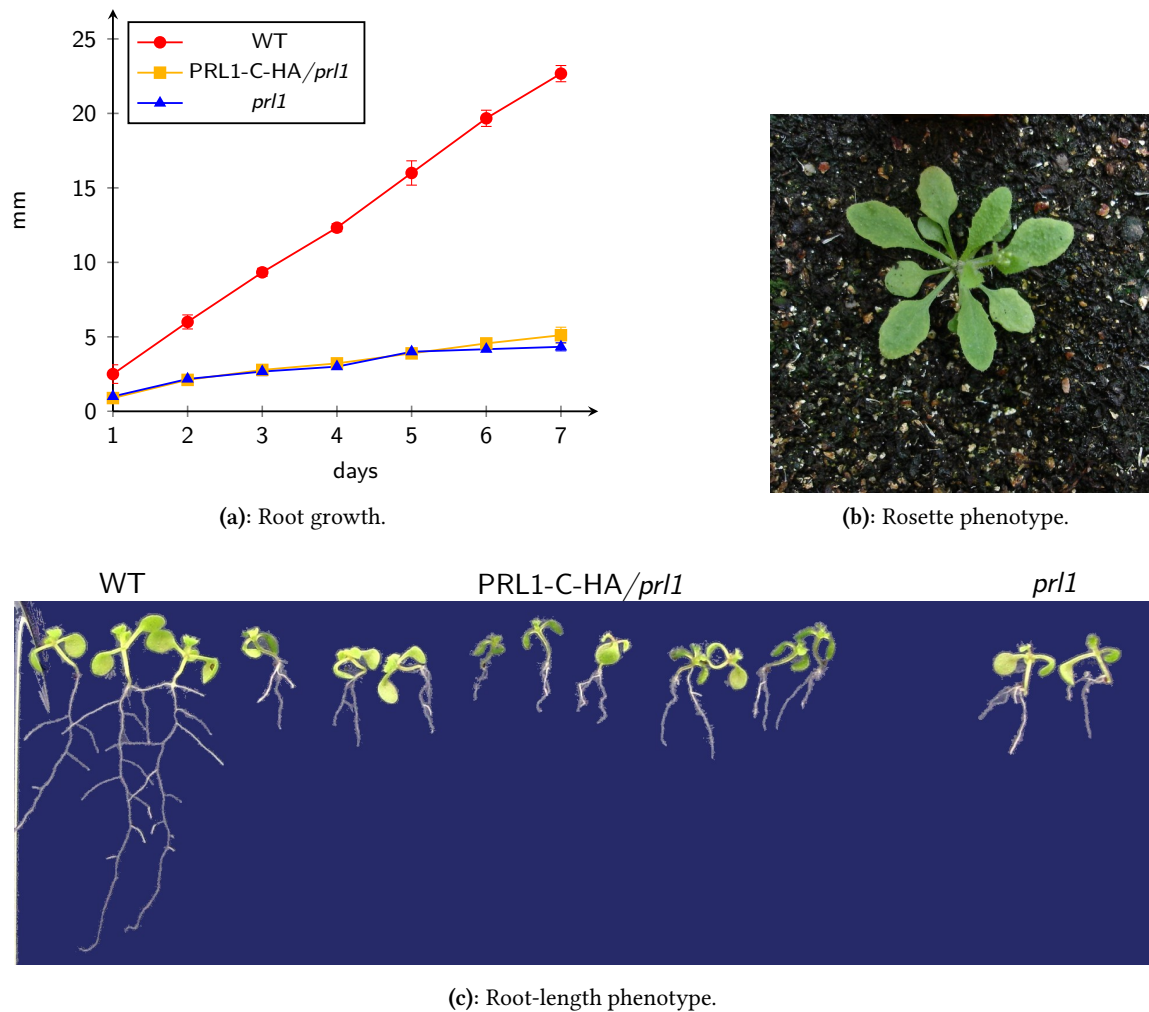 25
20
15
10
5
0
mm
WT
PRL1-C-HA/prl1
prl1
1 2 3 4 5 6 7
days
(a): Root growth.
(b): Rosette phenotype.
WT PRL1-C-HA/prl1 prl1
(c): Root-length phenotype.